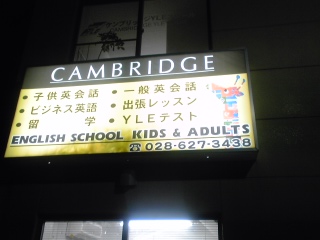 CAMBRIDGE
• 子供英会話 • 一般英会話
• ビジネス英語 • 出張レッスン
• 留 学 • YLEテスト
ENGLISH SCHOOL KIDS & ADULTS
☎028-627-3438